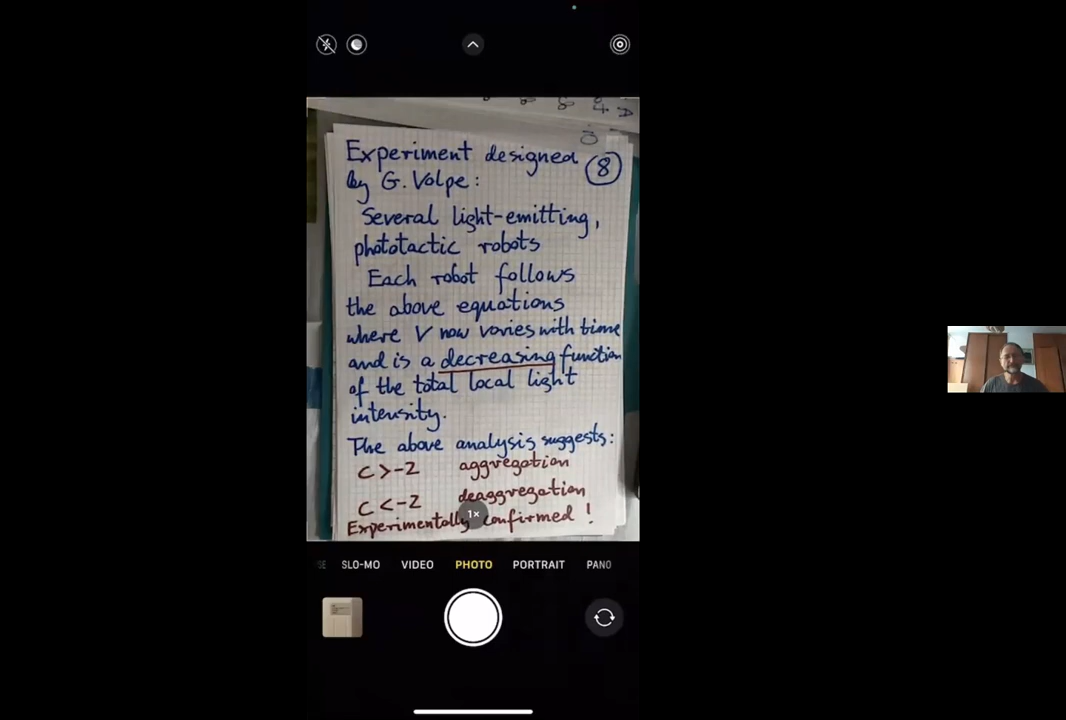 Experiment designed
by G. Volpe:
8
Several light-emitting,
phototactic robots
Each robot follows
the above equations
where V now varies with time
and is a decreasing function
of the total local light
intensity.
The above analysis suggests:
C > -2 aggregation
C < -2 deaggregation
Experimentally confirmed !
1×
SLO-MO VIDEO PHOTO PORTRAIT PANO